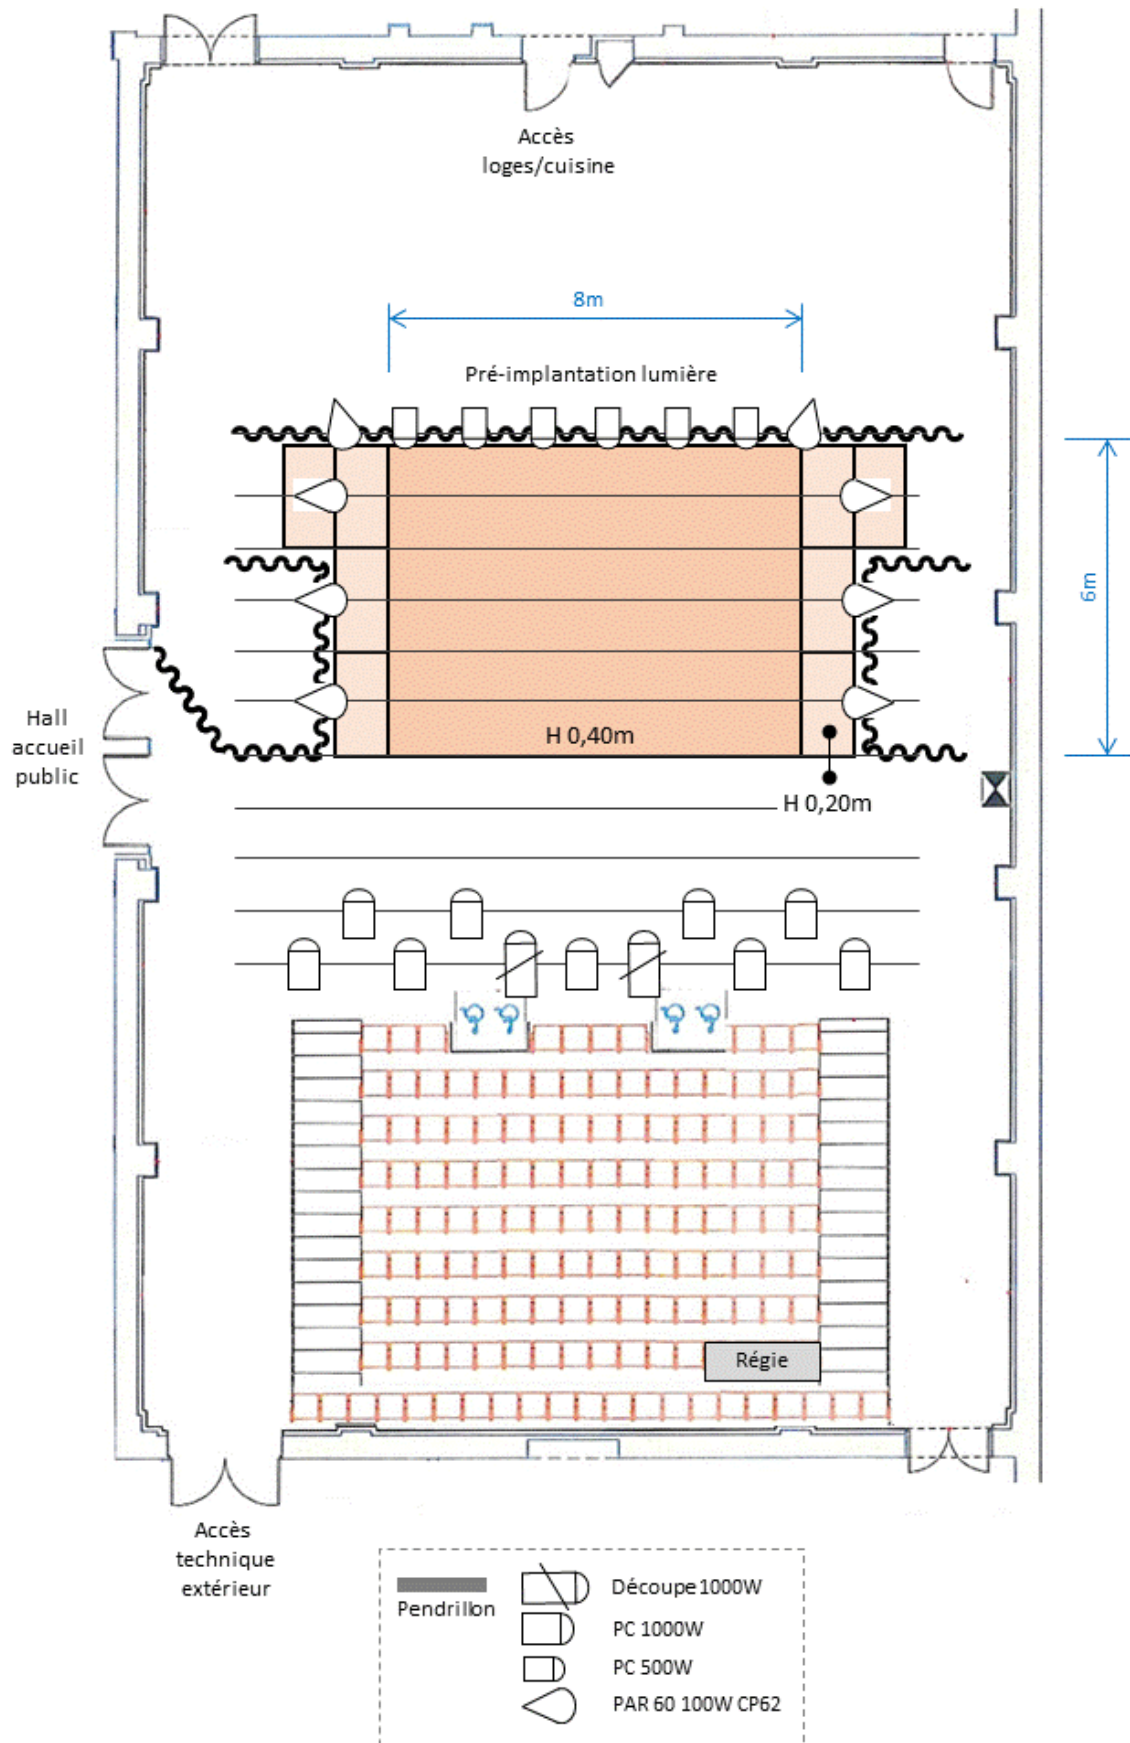 Accès
loges/cuisine
8m
Pré-implantation lumière
6m
Hall
accueil
public
H 0,40m
H 0,20m
Régie
Accès
technique
extérieur
Pendrillon
Découpe 1000W
PC 1000W
PC 500W
PAR 60 100W CP62